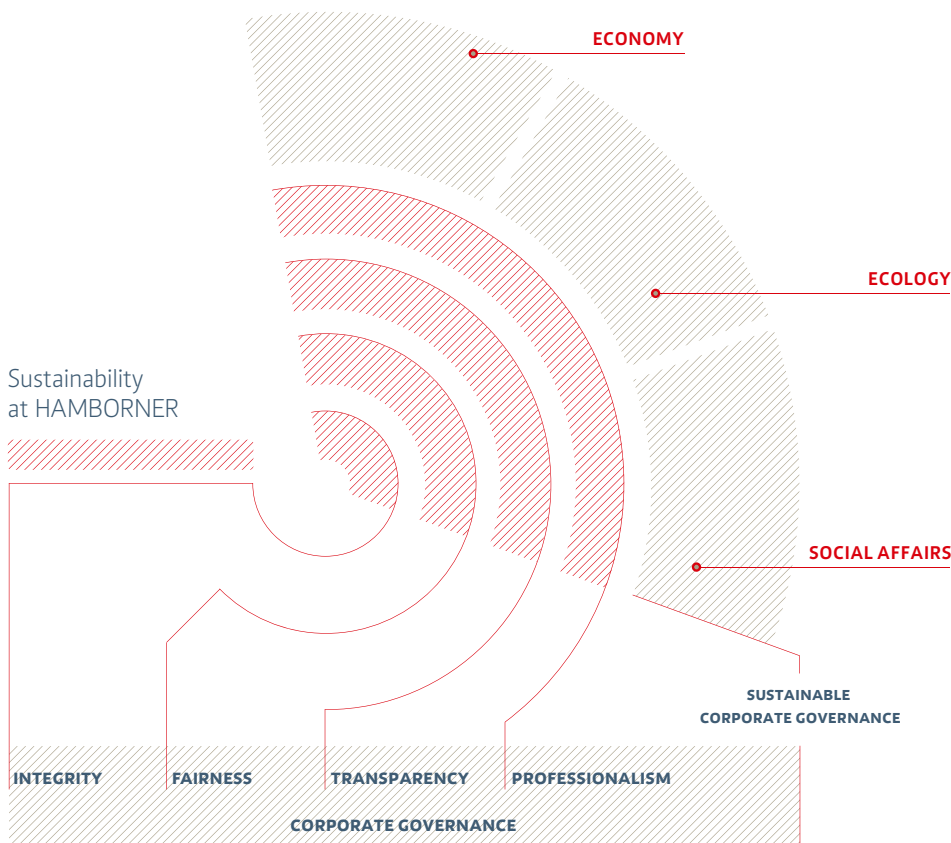 ECONOMY
ECOLOGY
Sustainability
at HAMBORNER
SOCIAL AFFAIRS
SUSTAINABLE
CORPORATE GOVERNANCE
INTEGRITY
FAIRNESS
TRANSPARENCY
PROFESSIONALISM
CORPORATE GOVERNANCE